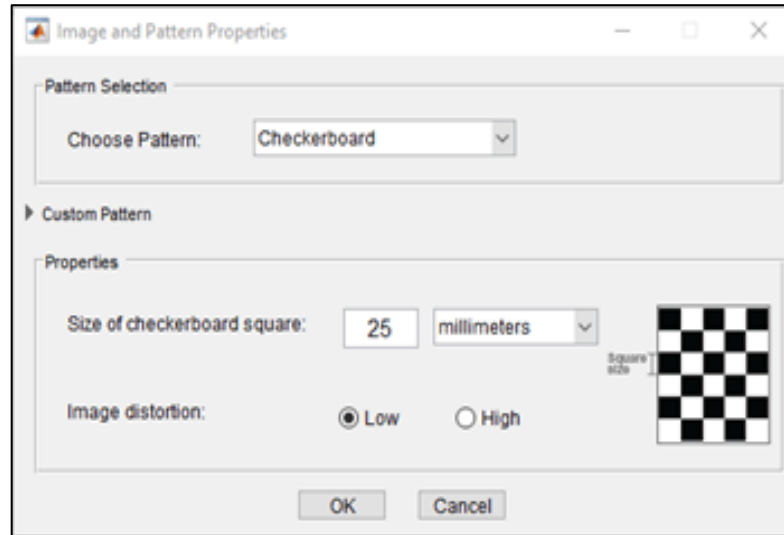 Image and Pattern Properties
Pattern Selection
Choose Pattern: Checkerboard
Custom Pattern
Properties
Size of checkerboard square: 25 millimeters
Square
size
Image distortion: Low High
OK Cancel